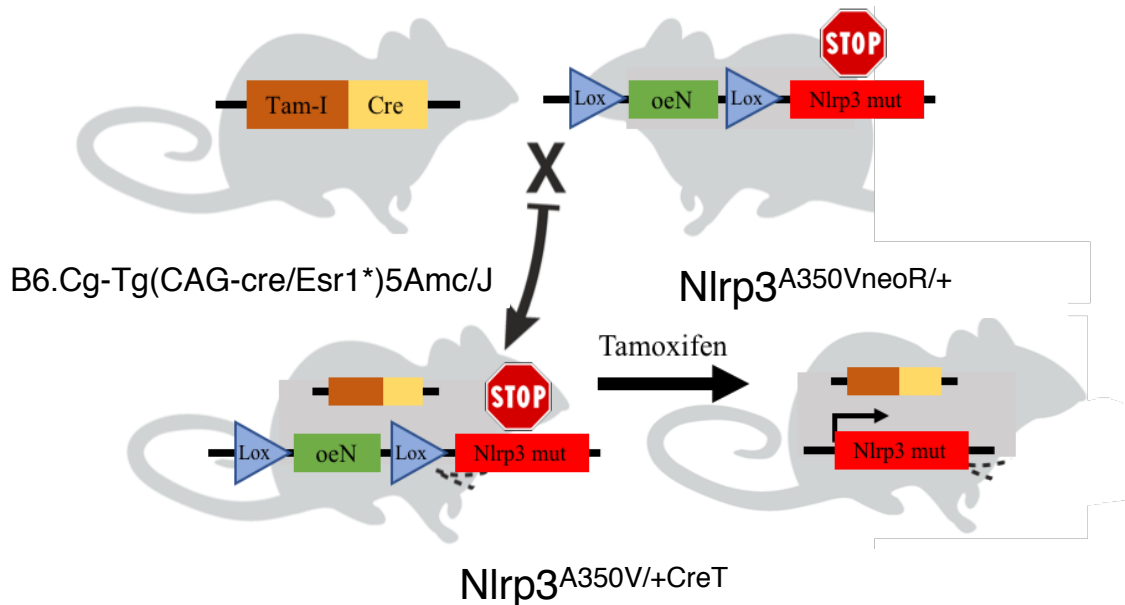 STOP
Tam-I Cre
Lox oeN Lox Nlrp3 mut
X
B6.Cg-Tg(CAG-cre/Esr1*)5Amc/J
Nlrp3A350VneoR/+
Tamoxifen
STOP
Lox oeN Lox Nlrp3 mut
Nlrp3 mut
Nlrp3A350V/+CreT